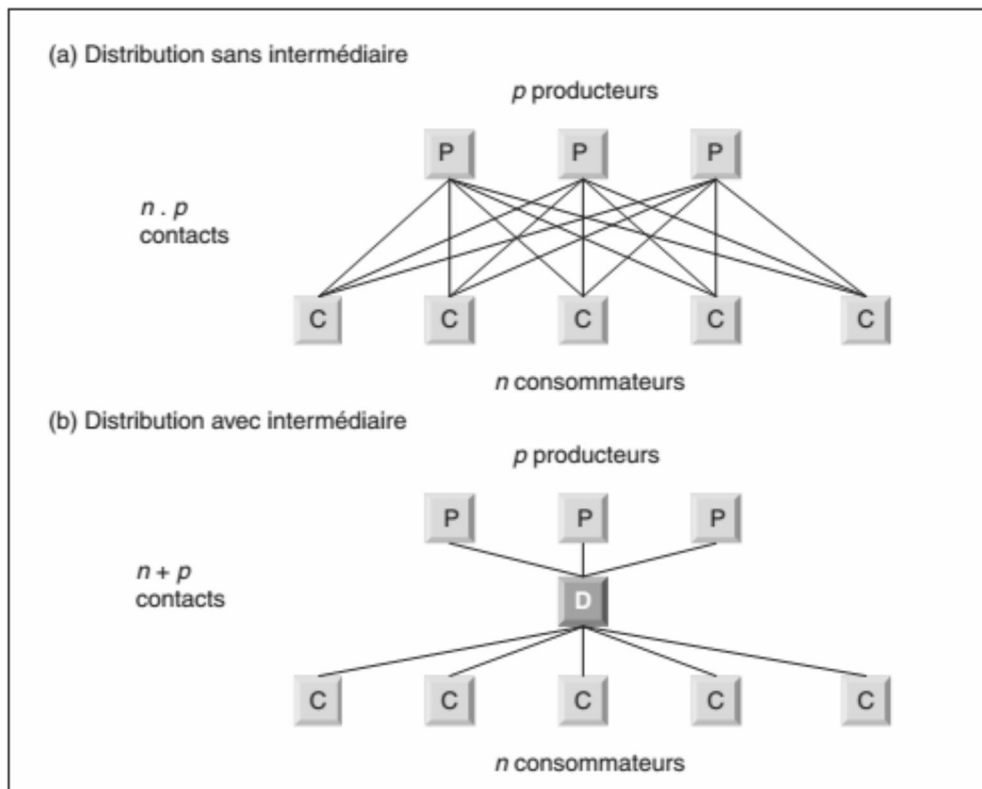 (a) Distribution sans intermédiaire
p producteurs
P P P
n . p
contacts
C C C C C
n consommateurs
(b) Distribution avec intermédiaire
p producteurs
P P P
n + p
contacts
D
C C C C C
n consommateurs